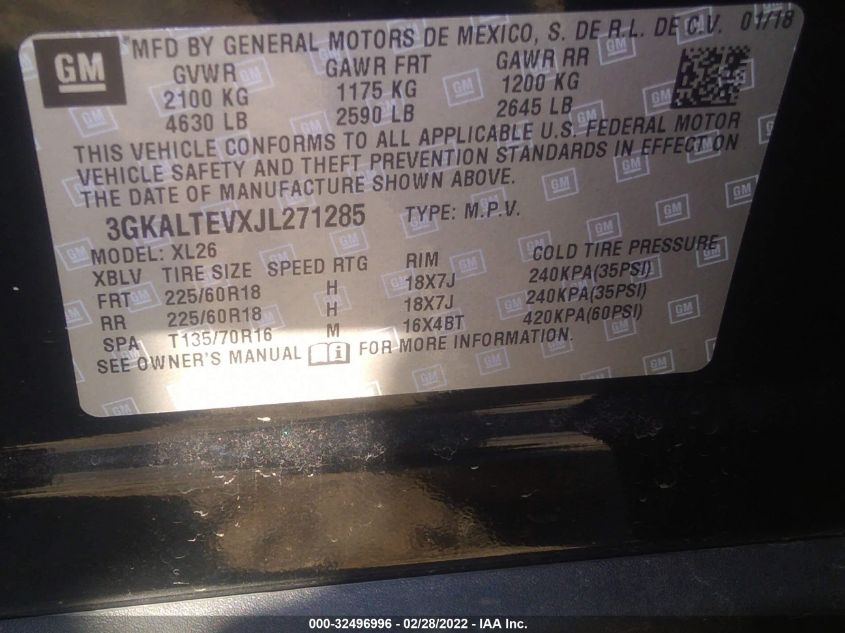 GM
MFD BY GENERAL MOTORS DE MEXICO, S. DE R.L. DE C.V. 01/18
GVWR GAWR FRT GAWR RR
2100 KG 1175 KG 1200 KG
4630 LB 2590 LB 2645 LB
THIS VEHICLE CONFORMS TO ALL APPLICABLE U.S. FEDERAL MOTOR
VEHICLE SAFETY AND THEFT PREVENTION STANDARDS IN EFFECT ON
THE DATE OF MANUFACTURE SHOWN ABOVE.
3GKALTEVXJL271285 TYPE: M.P.V.
MODEL: XL26
XBLV TIRE SIZE SPEED RTG RIM COLD TIRE PRESSURE
FRT 225/60R18 H 18X7J 240KPA(35PSI)
RR 225/60R18 H 18X7J 240KPA(35PSI)
SPA T135/70R16 M 16X4BT 420KPA(60PSI)
SEE OWNER'S MANUAL FOR MORE INFORMATION.
000-32496996 - 02/28/2022 - IAA Inc.